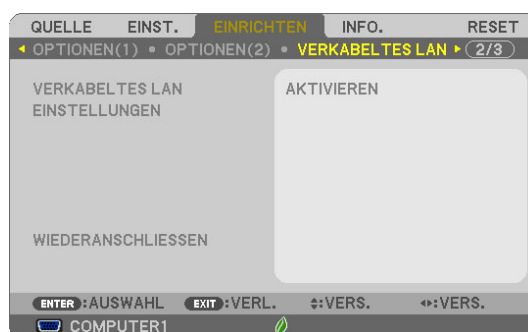 QUELLE EINST. EINRICHTEN INFO. RESET
OPTIONEN(1) • OPTIONEN(2) • VERKABELTES LAN 2/3
VERKABELTES LAN AKTIVIEREN
EINSTELLUNGEN
WIEDERANSCHLIESSEN
ENTER :AUSWAHL EXIT :VERL. :VERS. :VERS.
COMPUTER1